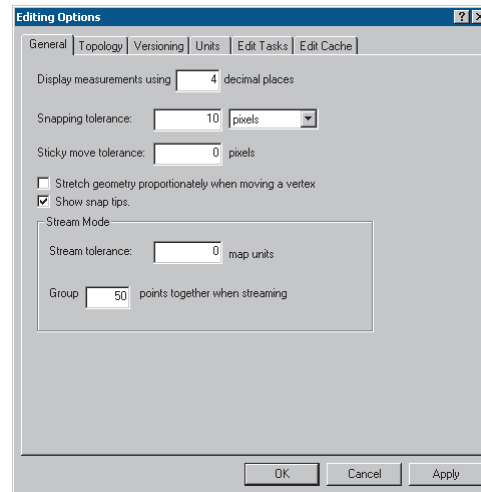 Editing Options
General Topology Versioning Units Edit Tasks Edit Cache
Display measurements using 4 decimal places
Snapping tolerance: 10 pixels
Sticky move tolerance: 0 pixels
Stretch geometry proportionately when moving a vertex
Show snap tips.
Stream Mode
Stream tolerance: 0 map units
Group 50 points together when streaming
OK Cancel Apply